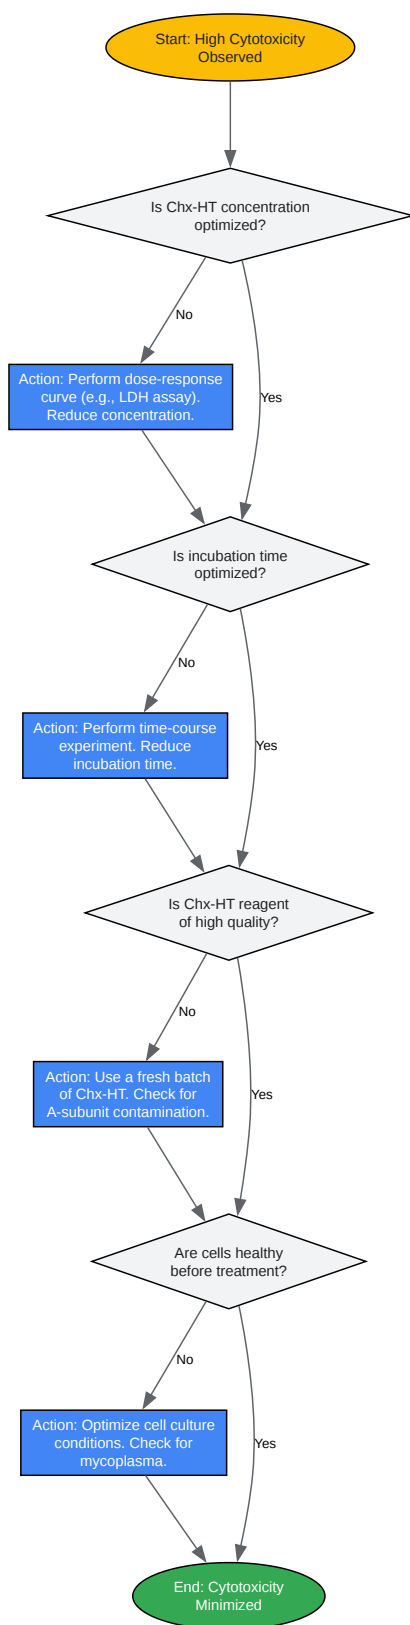 Start: High Cytotoxicity
Observed
Is Chx-HT concentration
optimized?
No
Action: Perform dose-response
curve (e.g., LDH assay).
Reduce concentration.
Yes
Is incubation time
optimized?
No
Action: Perform time-course
experiment. Reduce
incubation time.
Yes
Is Chx-HT reagent
of high quality?
No
Action: Use a fresh batch
of Chx-HT. Check for
A-subunit contamination.
Yes
Are cells healthy
before treatment?
No
Action: Optimize cell culture
conditions. Check for
mycoplasma.
Yes
End: Cytotoxicity
Minimized